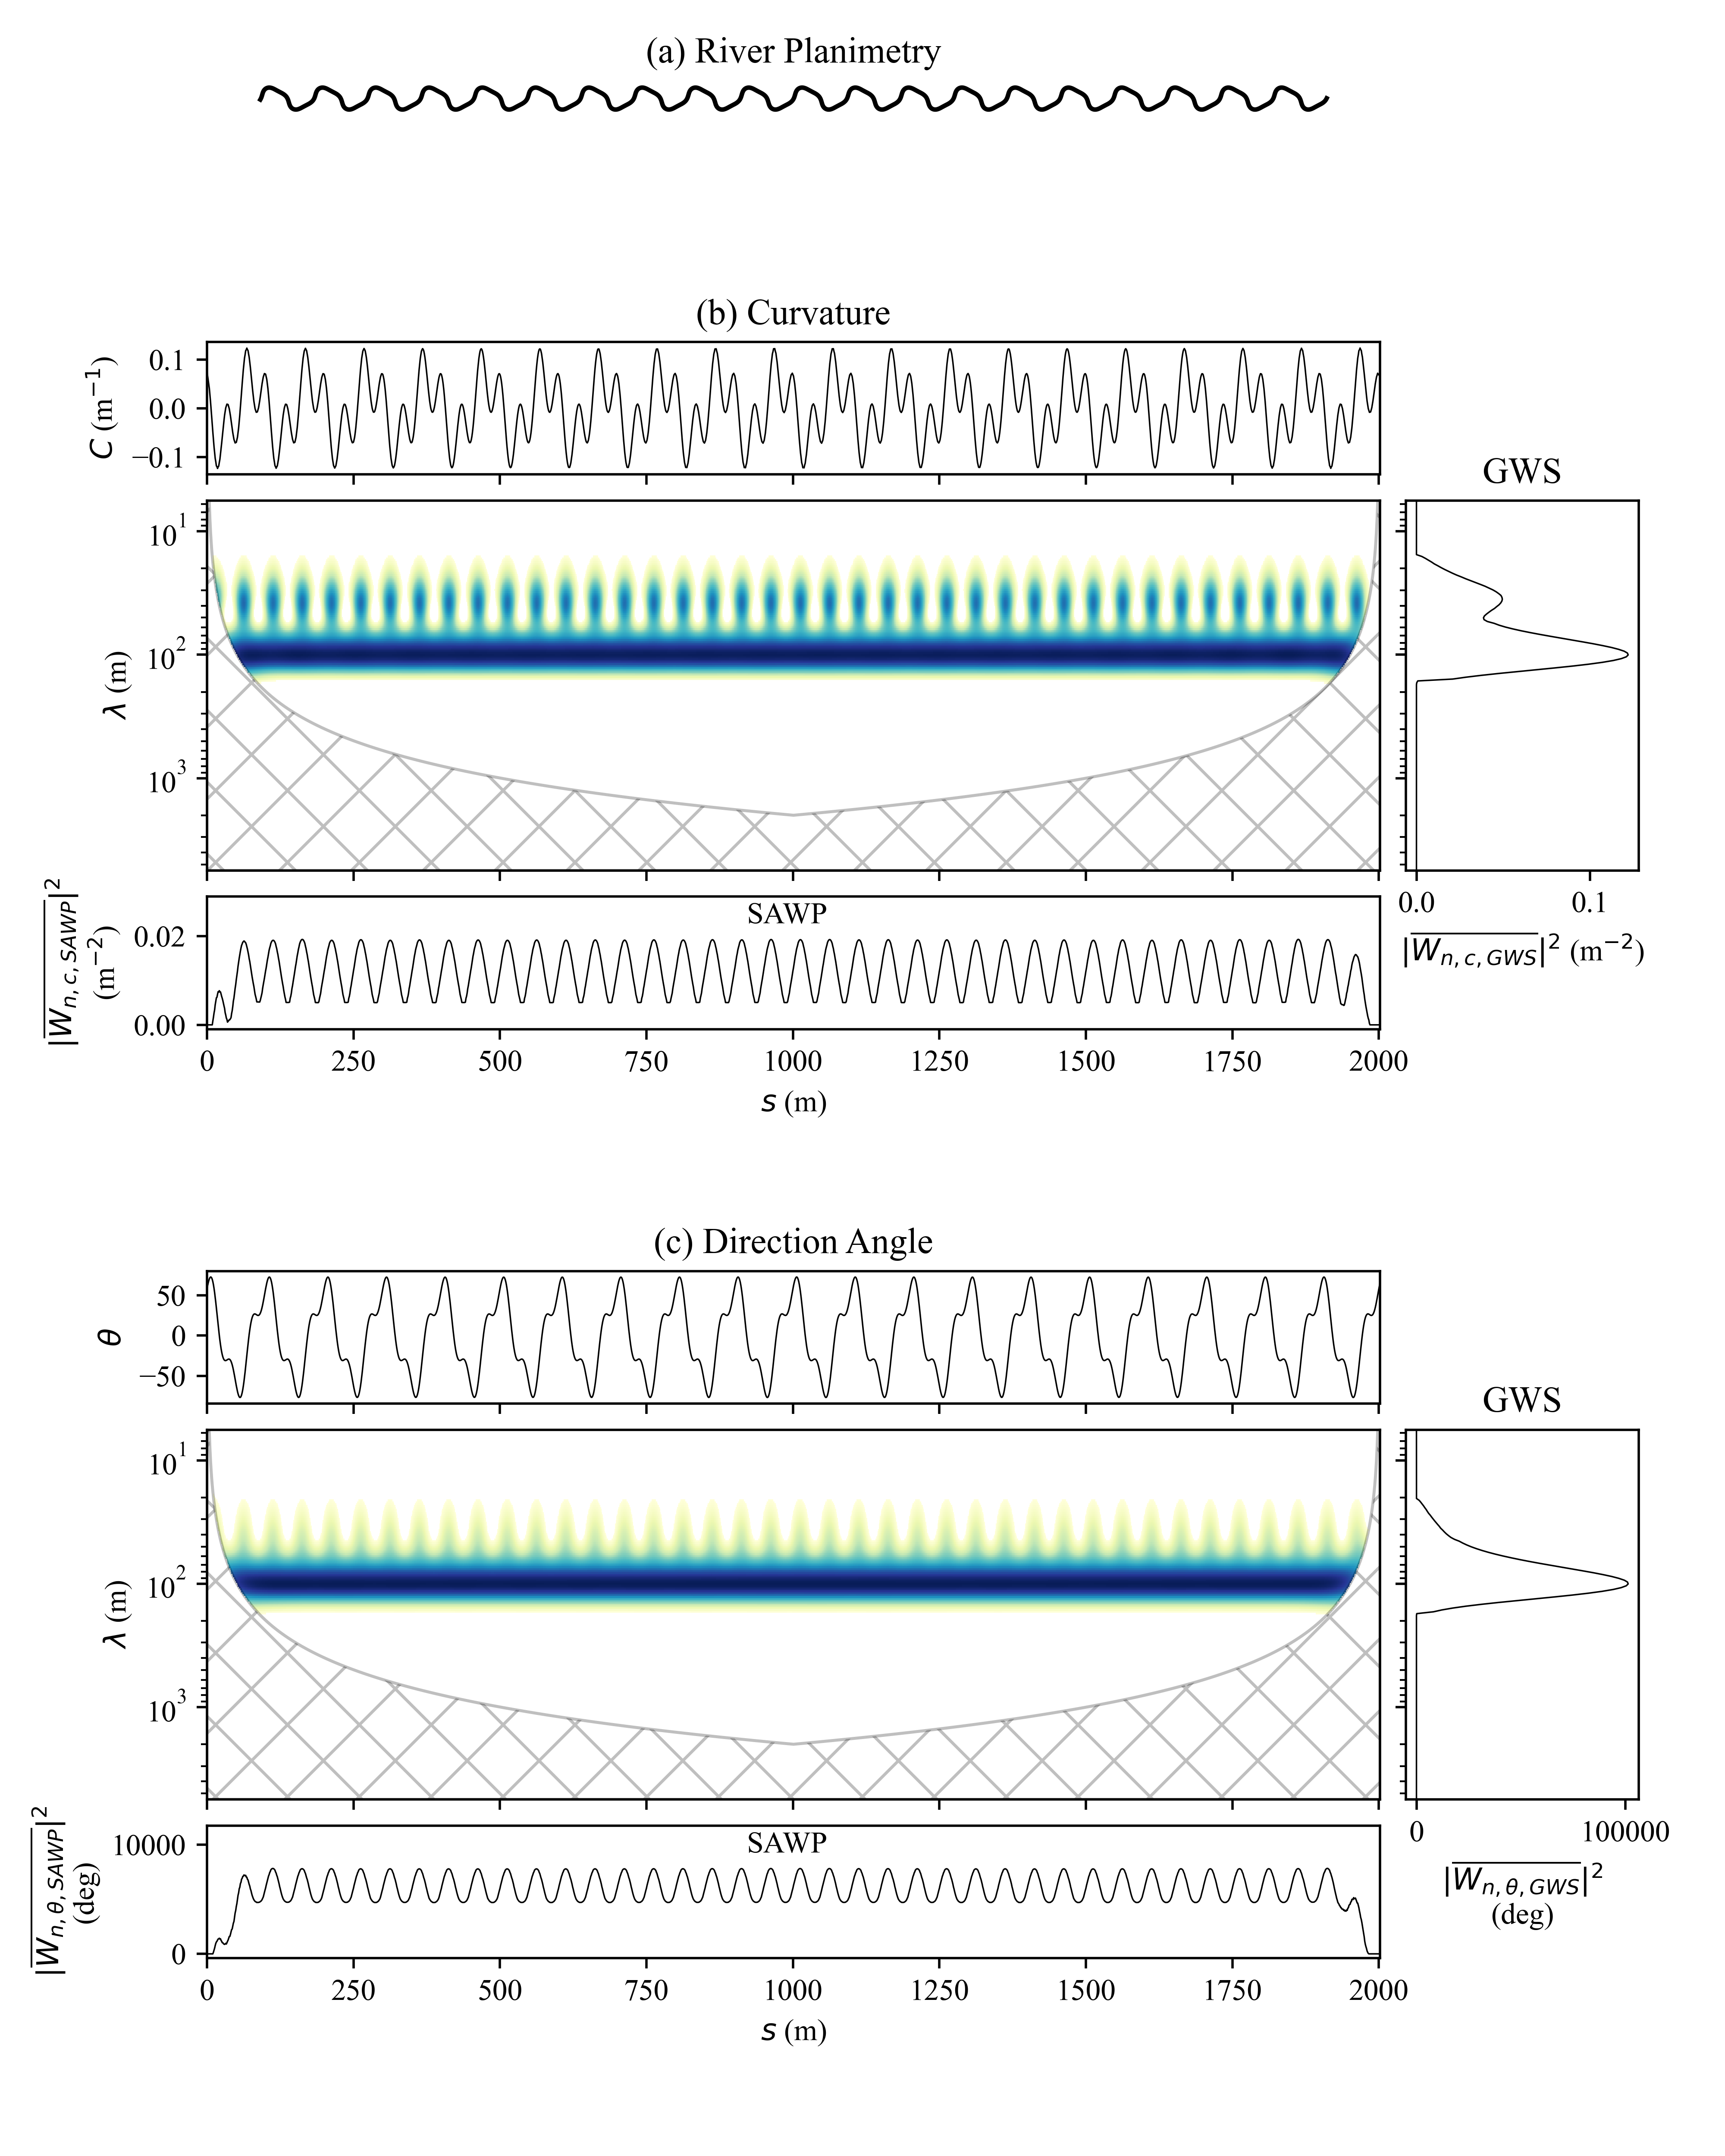 (a) River Planimetry
(b) Curvature
C (m⁻¹)
0.1
0.0
−0.1
GWS
λ (m)
10¹
10²
10³
0.0 0.1
|W̅n, c, GWS|² (m⁻²)
|W̅n, c, SAWP|²
(m⁻²)
0.02
0.00
SAWP
0 250 500 750 1000 1250 1500 1750 2000
s (m)
(c) Direction Angle
θ
50
0
−50
GWS
λ (m)
10¹
10²
10³
0 100000
|W̅n, θ, GWS|²
(deg)
|W̅n, θ, SAWP|²
(deg)
10000
0
SAWP
0 250 500 750 1000 1250 1500 1750 2000
s (m)